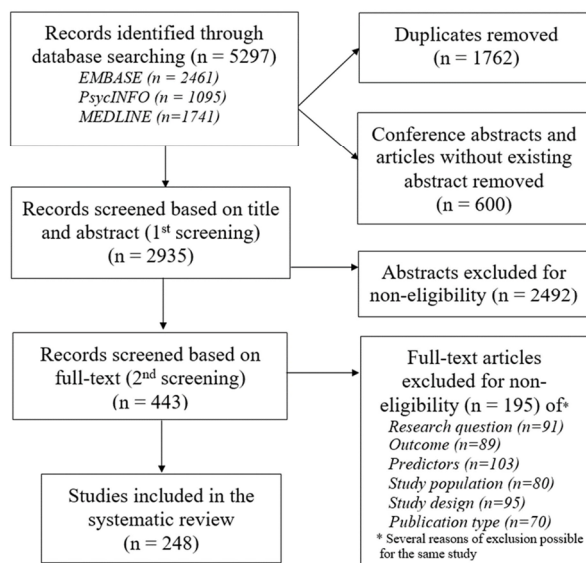 Records identified through
database searching (n = 5297)
EMBASE (n = 2461)
PsycINFO (n = 1095)
MEDLINE (n=1741)
Duplicates removed
(n = 1762)
Conference abstracts and
articles without existing
abstract removed
(n = 600)
Records screened based on title
and abstract (1st screening)
(n = 2935)
Abstracts excluded for
non-eligibility (n = 2492)
Records screened based on
full-text (2nd screening)
(n = 443)
Full-text articles
excluded for non-
eligibility (n = 195) of*
Research question (n=91)
Outcome (n=89)
Predictors (n=103)
Study population (n=80)
Study design (n=95)
Publication type (n=70)
* Several reasons of exclusion possible
for the same study
Studies included in the
systematic review
(n = 248)